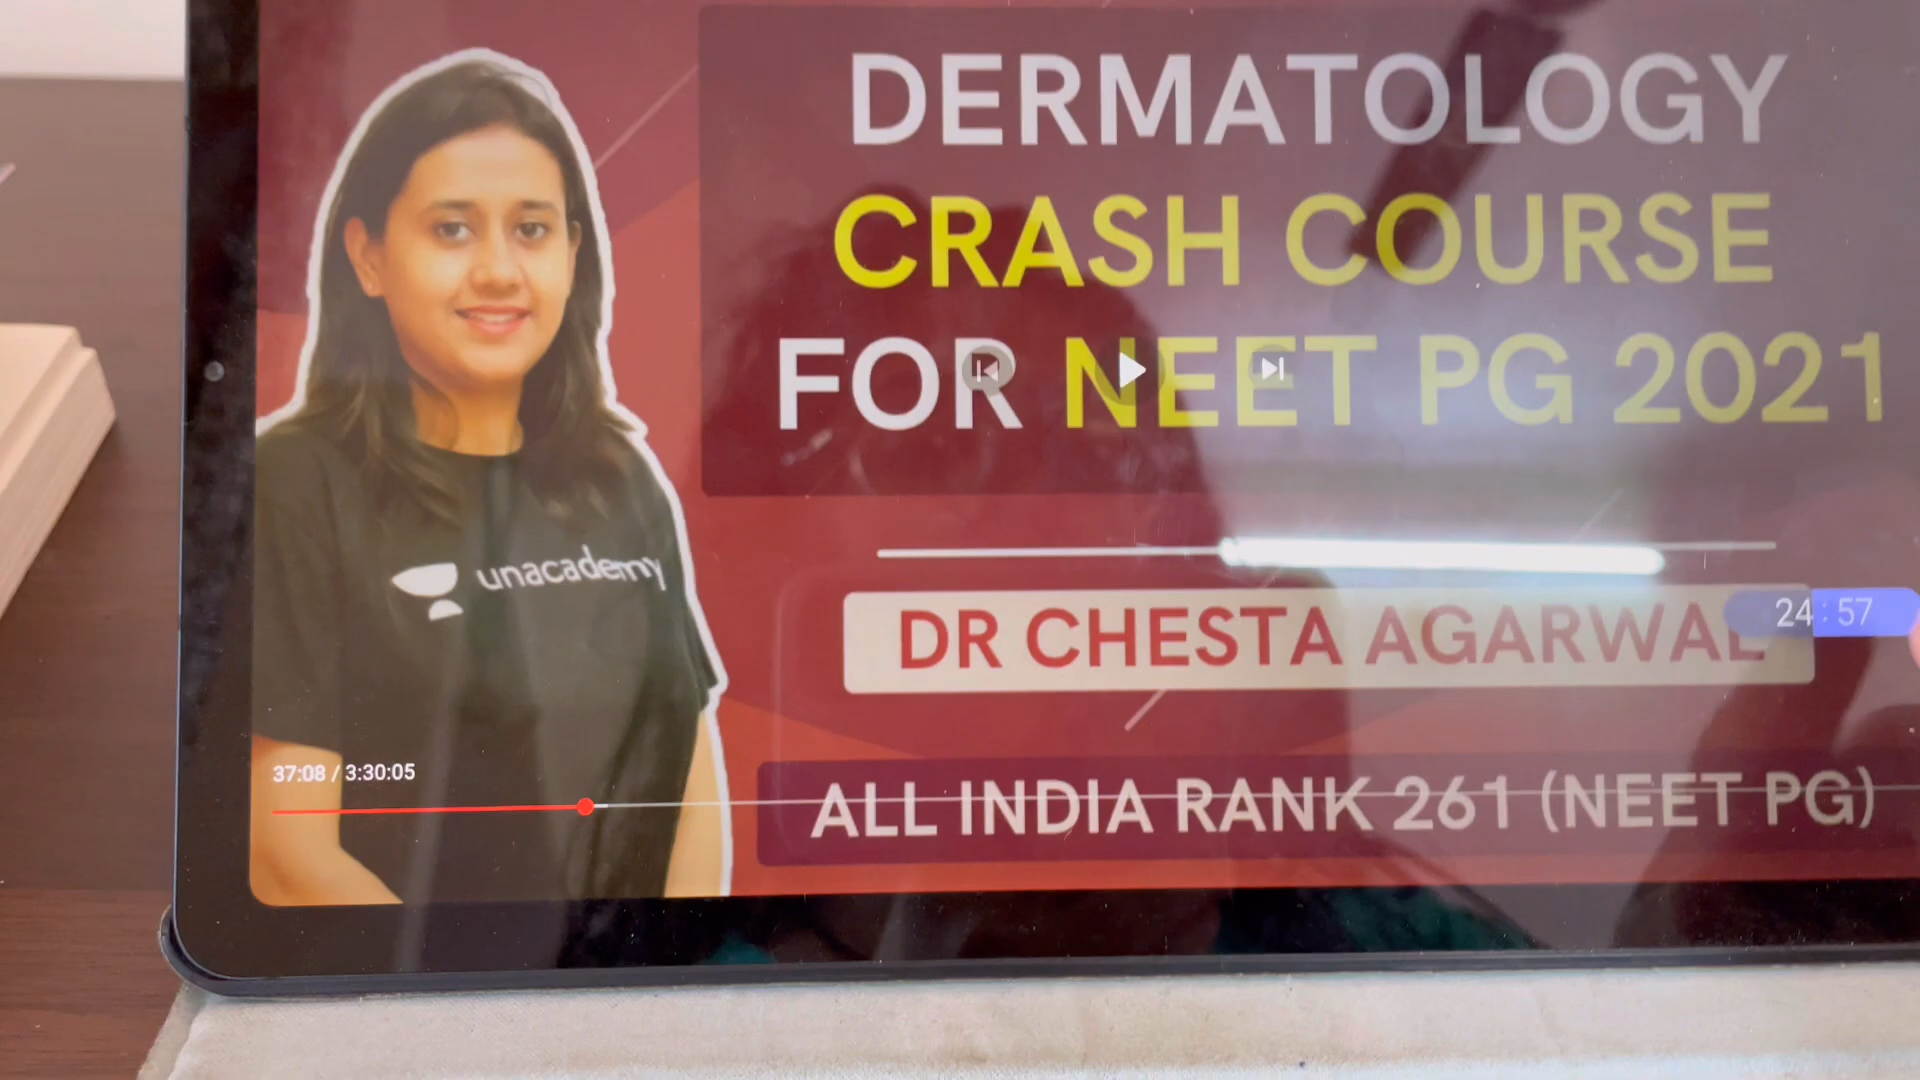 DERMATOLOGY
CRASH COURSE
FOR NEET PG 2021
unacademy
DR CHESTA AGARWAL
24:57
37:08 / 3:30:05
ALL INDIA RANK 261 (NEET PG)